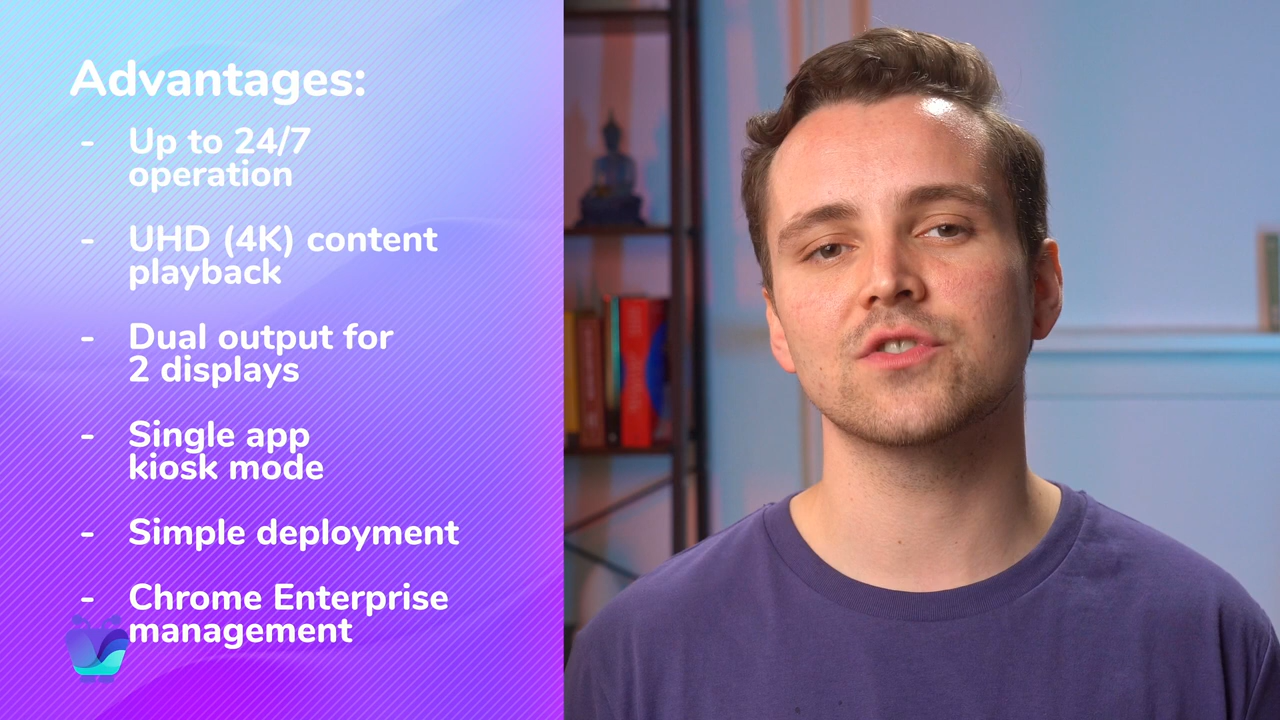 Advantages:
- Up to 24/7
operation
- UHD (4K) content
playback
- Dual output for
2 displays
- Single app
kiosk mode
- Simple deployment
- Chrome Enterprise
management